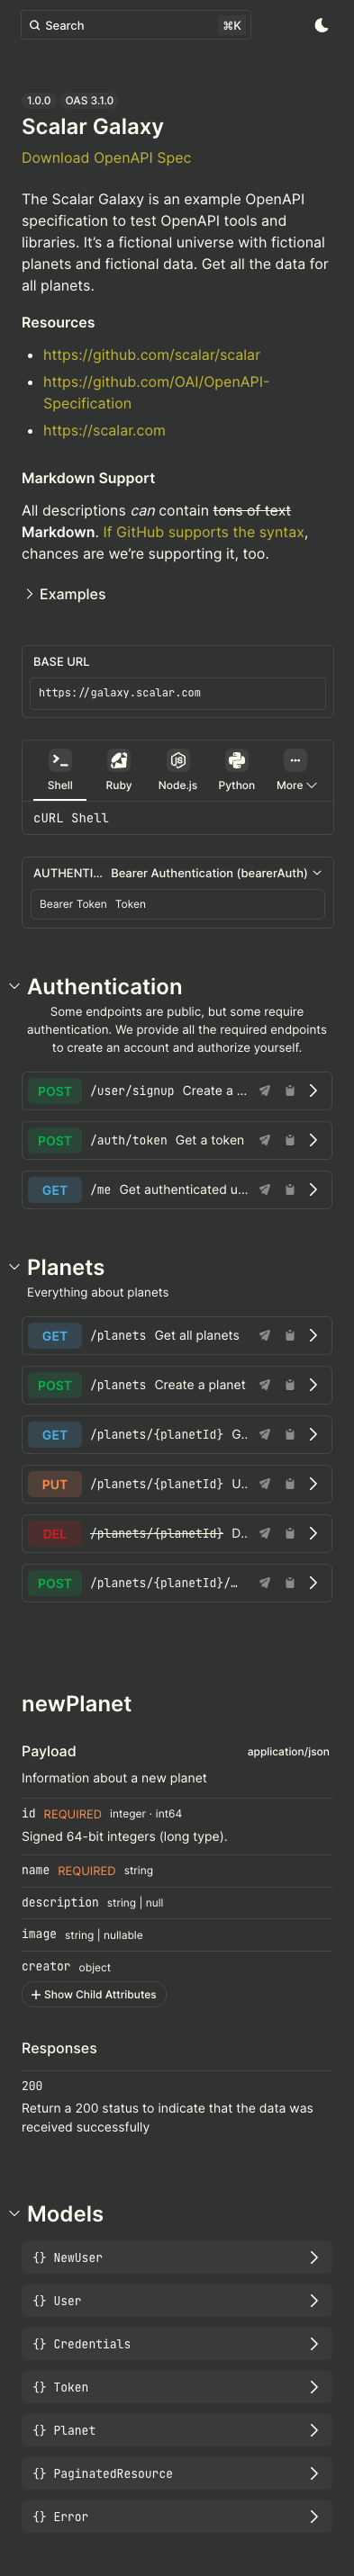 Search ⌘K
1.0.0 OAS 3.1.0
Scalar Galaxy
Download OpenAPI Spec
The Scalar Galaxy is an example OpenAPI
specification to test OpenAPI tools and
libraries. It’s a fictional universe with fictional
planets and fictional data. Get all the data for
all planets.
Resources
• https://github.com/scalar/scalar
• https://github.com/OAI/OpenAPI-
Specification
• https://scalar.com
Markdown Support
All descriptions can contain tons of text
Markdown. If GitHub supports the syntax,
chances are we’re supporting it, too.
Examples
BASE URL
https://galaxy.scalar.com
Shell Ruby Node.js Python More
cURL Shell
AUTHENTI... Bearer Authentication (bearerAuth)
Bearer Token Token
Authentication
Some endpoints are public, but some require
authentication. We provide all the required endpoints
to create an account and authorize yourself.
POST /user/signup Create a ...
POST /auth/token Get a token
GET /me Get authenticated u...
Planets
Everything about planets
GET /planets Get all planets
POST /planets Create a planet
GET /planets/{planetId} G..
PUT /planets/{planetId} U..
DEL /planets/{planetId} D..
POST /planets/{planetId}/…
newPlanet
Payload application/json
Information about a new planet
id REQUIRED integer · int64
Signed 64-bit integers (long type).
name REQUIRED string
description string | null
image string | nullable
creator object
+ Show Child Attributes
Responses
200
Return a 200 status to indicate that the data was
received successfully
Models
{} NewUser
{} User
{} Credentials
{} Token
{} Planet
{} PaginatedResource
{} Error